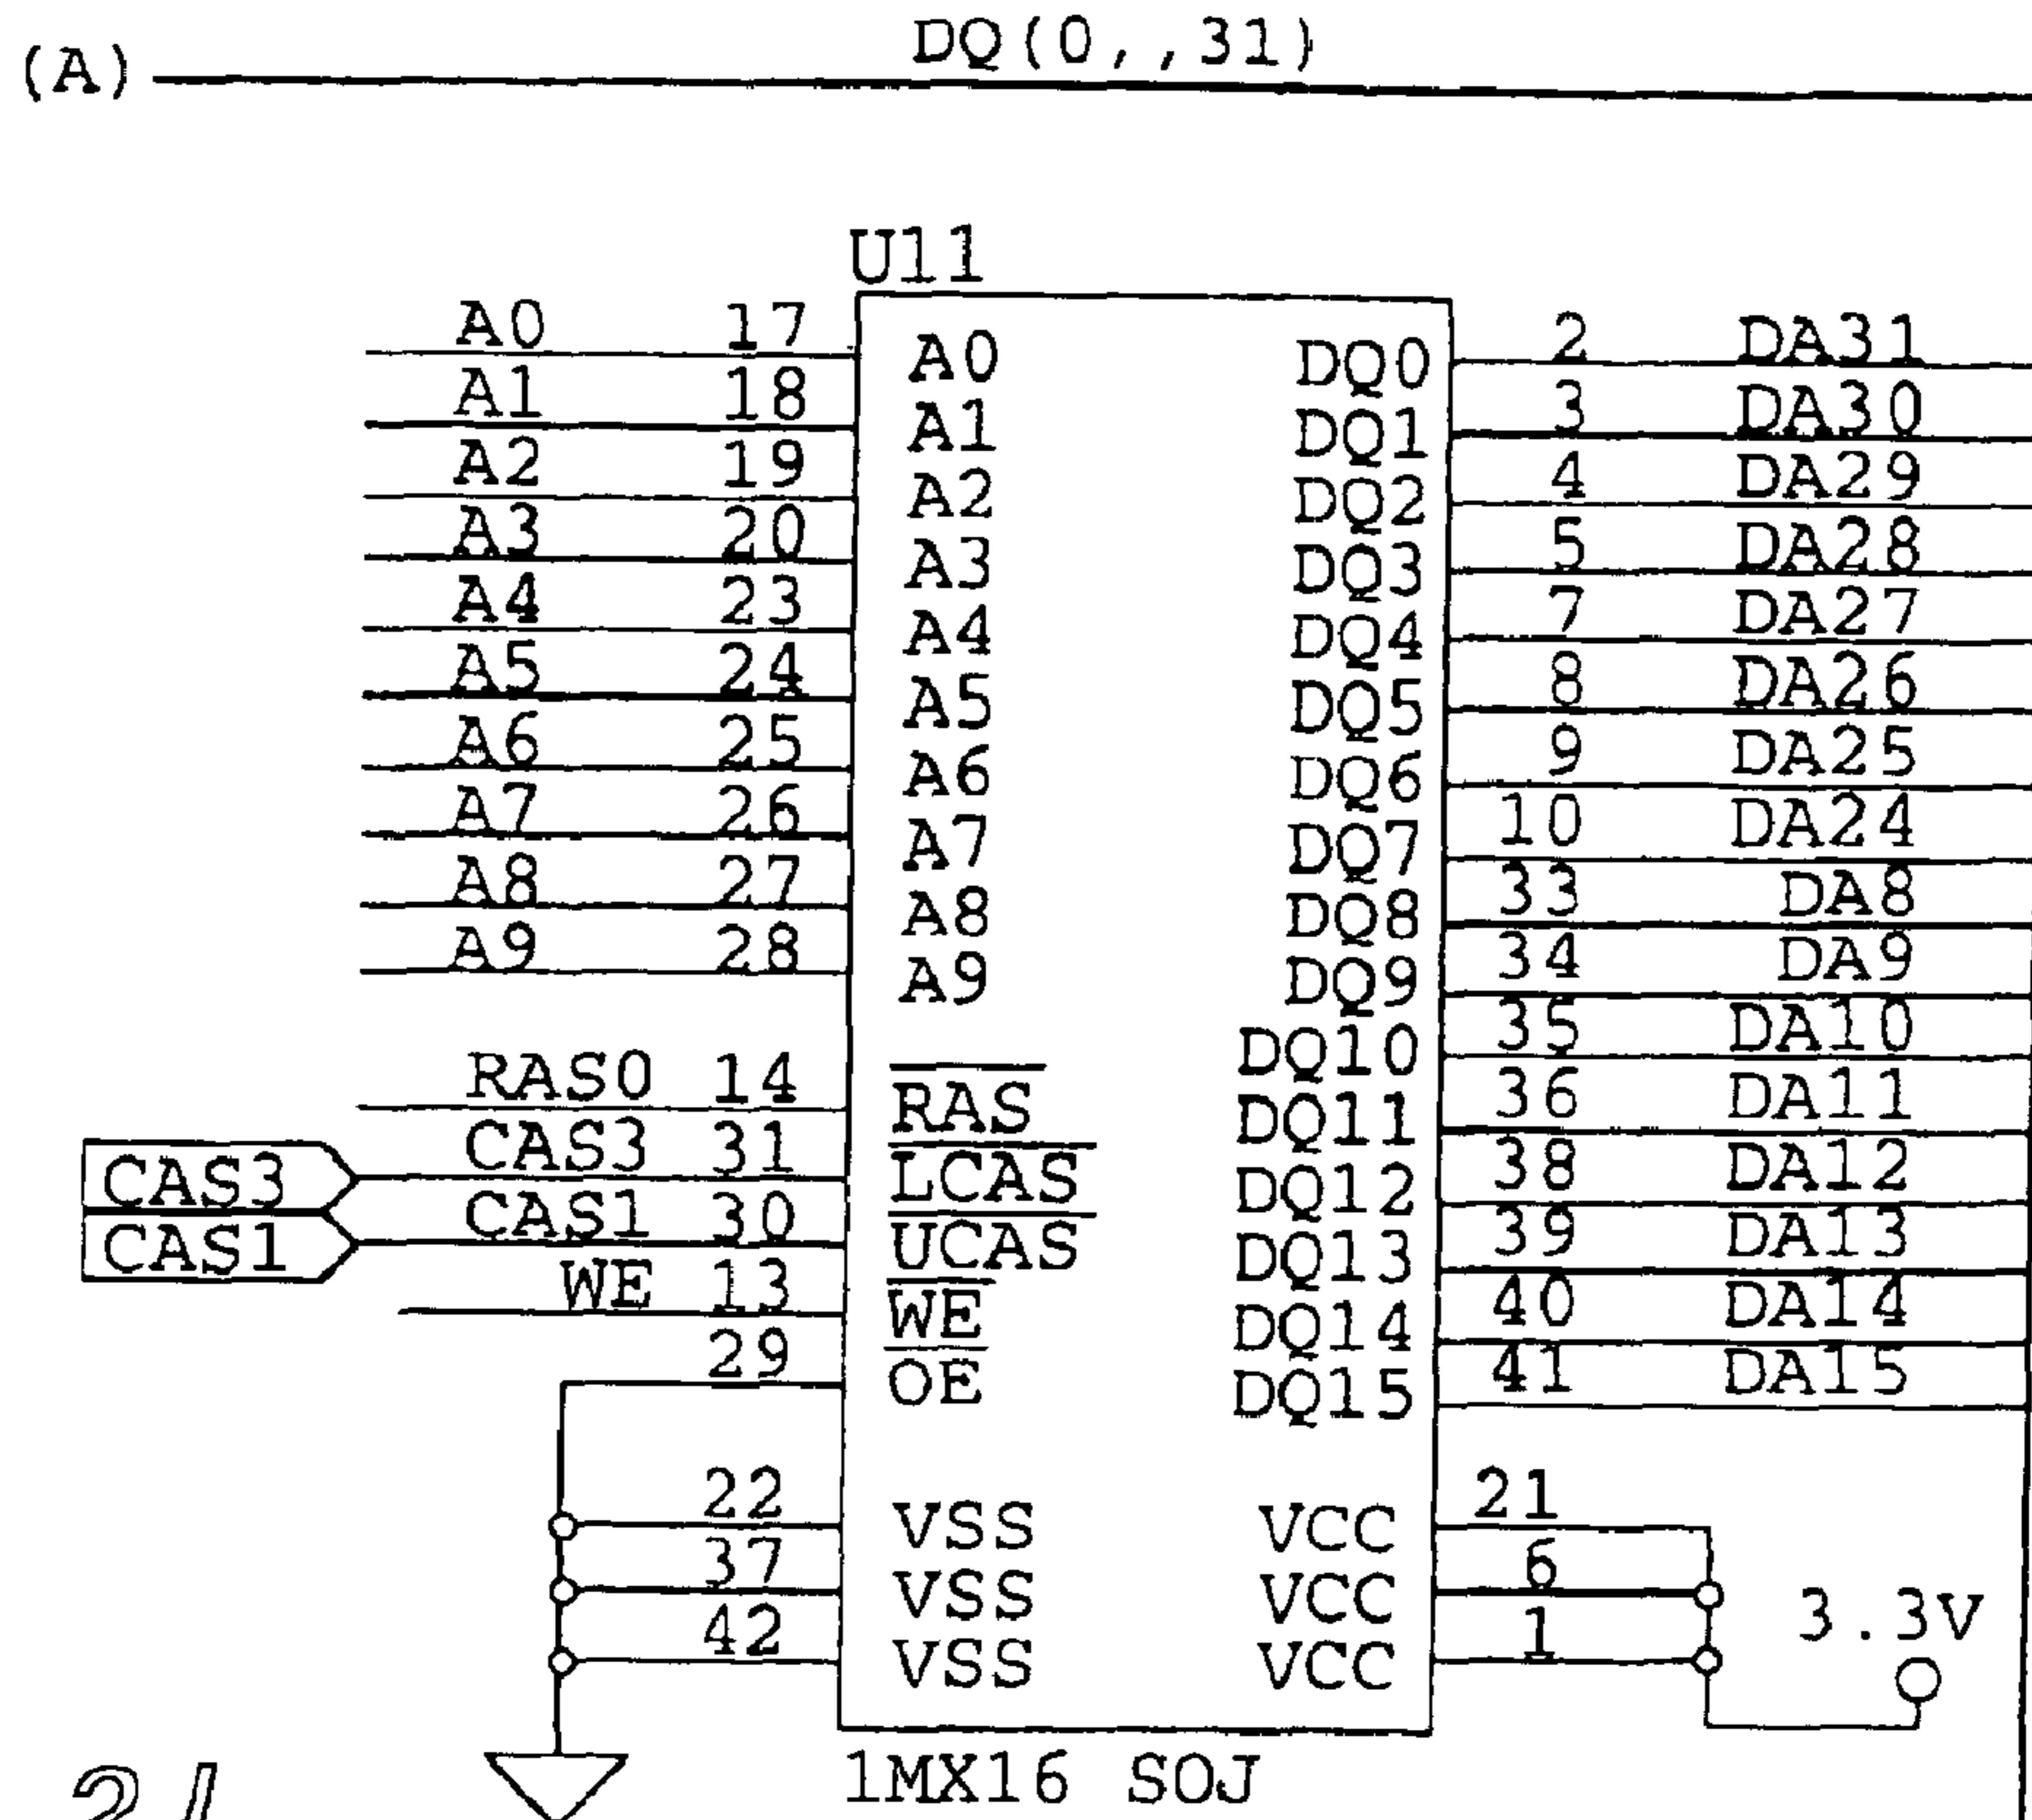 DQ(0,,31)
(A)
U11
A0 17 A0 DQ0 2 DA31
A1 18 A1 DQ1 3 DA30
A2 19 A2 DQ2 4 DA29
A3 20 A3 DQ3 5 DA28
A4 23 A4 DQ4 7 DA27
A5 24 A5 DQ5 8 DA26
A6 25 A6 DQ6 9 DA25
A7 26 A7 DQ7 10 DA24
A8 27 A8 DQ8 33 DA8
A9 28 A9 DQ9 34 DA9
DQ10 35 DA10
RAS0 14 RAS DQ11 36 DA11
CAS3 CAS3 31 LCAS DQ12 38 DA12
CAS1 CAS1 30 UCAS DQ13 39 DA13
WE 13 WE DQ14 40 DA14
29 OE DQ15 41 DA15
22 VSS VCC 21
37 VSS VCC 6
42 VSS VCC 1
3.3V
1MX16 SOJ